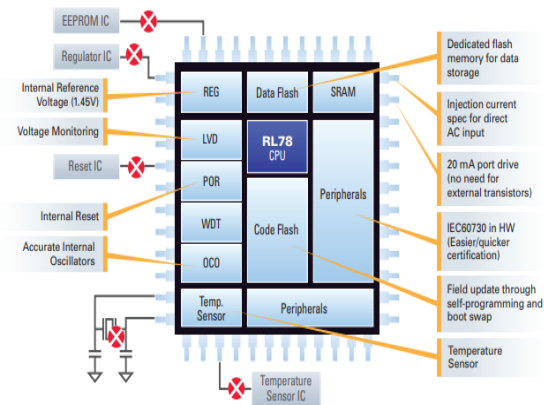 EEPROM IC
Regulator IC
Internal Reference
Voltage (1.45V)
Voltage Monitoring
Reset IC
Internal Reset
Accurate Internal
Oscillators
REG
Data Flash
SRAM
LVD
RL78
CPU
POR
Peripherals
WDT
Code Flash
OCO
Temp.
Sensor
Peripherals
Temperature
Sensor IC
Dedicated flash
memory for data
storage
Injection current
spec for direct
AC input
20 mA port drive
(no need for
external transistors)
IEC60730 in HW
(Easier/quicker
certification)
Field update through
self-programming and
boot swap
Temperature
Sensor